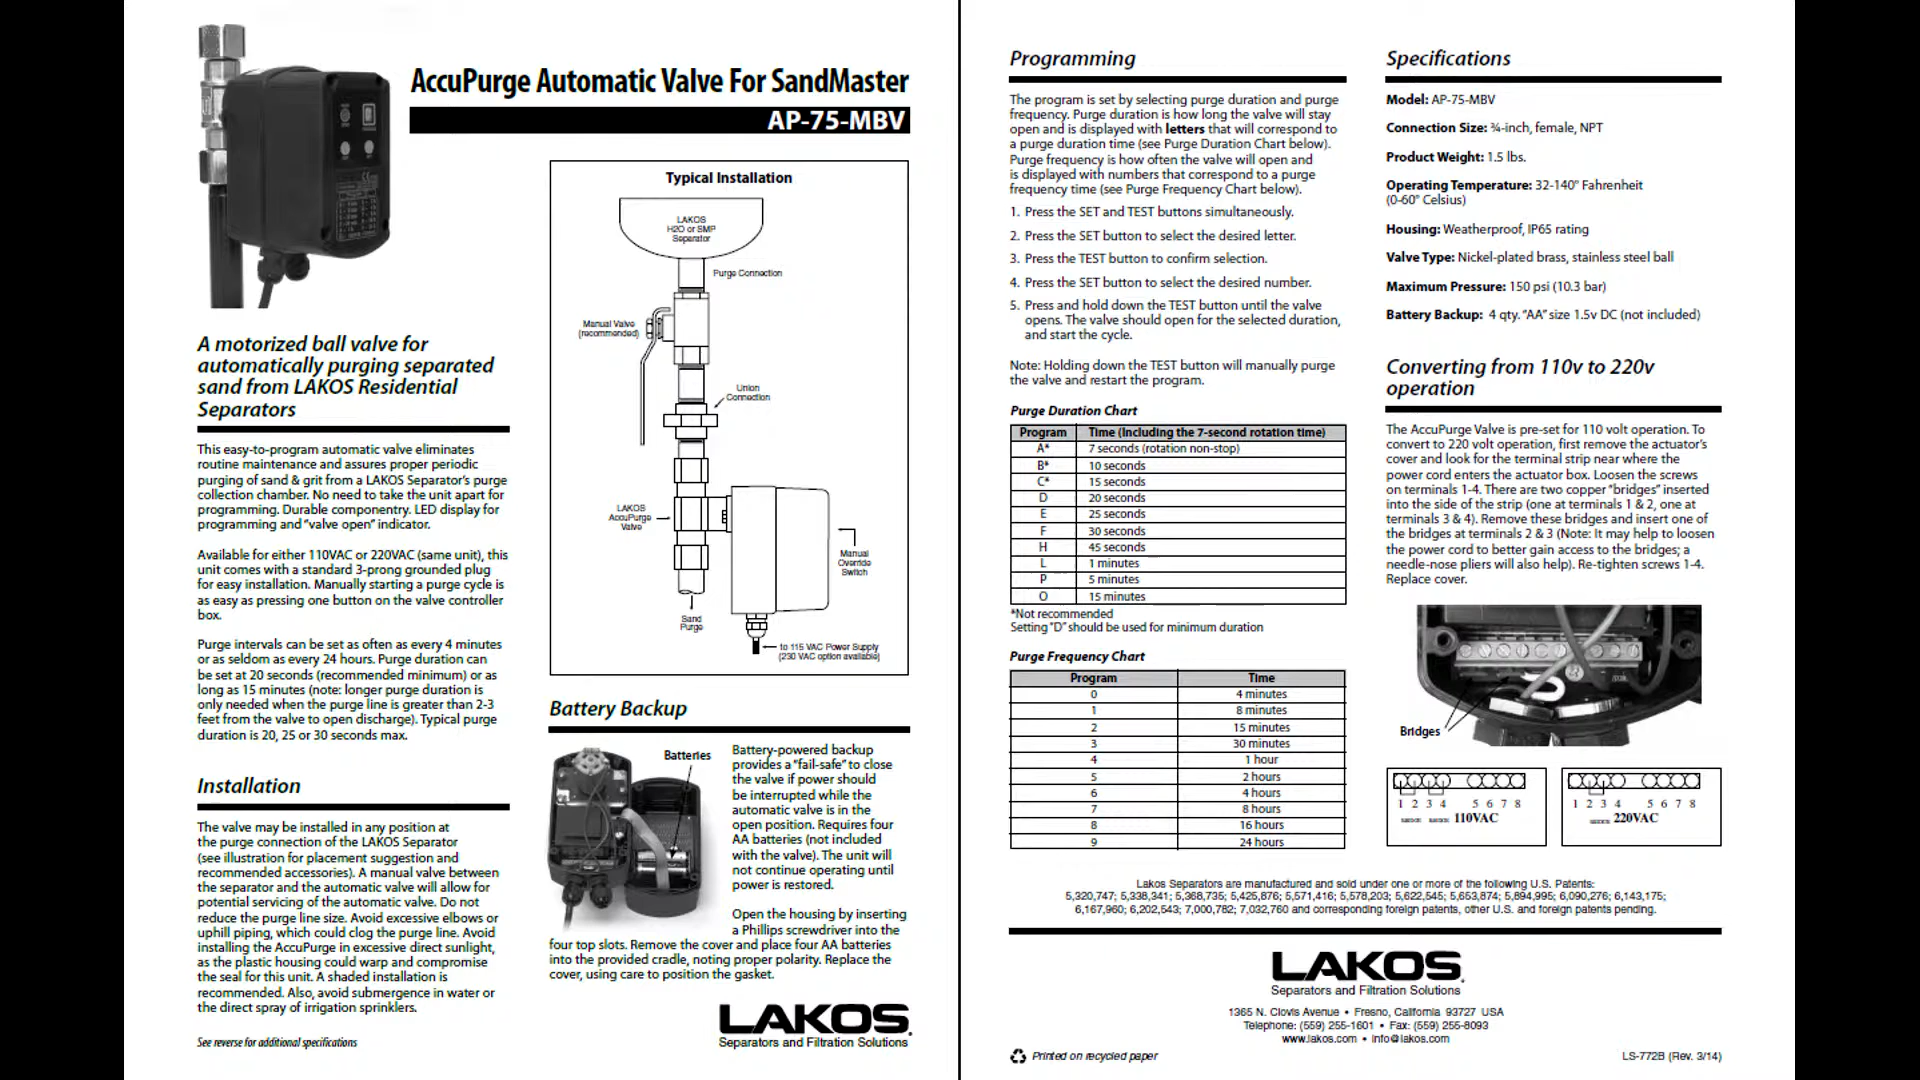 AccuPurge Automatic Valve For SandMaster
AP-75-MBV
A motorized ball valve for
automatically purging separated
sand from LAKOS Residential
Separators
This easy-to-program automatic valve eliminates
routine maintenance and assures proper periodic
purging of sand & grit from a LAKOS Separator's purge
collection chamber. No need to take the unit apart for
programming. Durable componentry. LED display for
programming and "valve open" indicator.
Available for either 110VAC or 220VAC (same unit), this
unit comes with a standard 3-prong grounded plug
for easy installation. Manually starting a purge cycle is
as easy as pressing one button on the valve controller
box.
Purge intervals can be set as often as every 4 minutes
or as seldom as every 24 hours. Purge duration can
be set at 20 seconds (recommended minimum) or as
long as 15 minutes (note: longer purge duration is
only needed when the purge line is greater than 2-3
feet from the valve to open discharge). Typical purge
duration is 20, 25 or 30 seconds max.
Installation
The valve may be installed in any position at
the purge connection of the LAKOS Separator
(see illustration for placement suggestion and
recommended accessories). A manual valve between
the separator and the automatic valve will allow for
potential servicing of the automatic valve. Do not
reduce the purge line size. Avoid excessive elbows or
uphill piping, which could clog the purge line. Avoid
installing the AccuPurge in excessive direct sunlight,
as the plastic housing could warp and compromise
the seal for this unit. A shaded installation is
recommended. Also, avoid submergence in water or
the direct spray of irrigation sprinklers.
See reverse for additional specifications
Typical Installation
LAKOS
H2O or SMP
Separator
Purge Connection
Manual Valve
(recommended)
Union
Connection
LAKOS
AccuPurge
Valve
Manual
Override
Switch
Sand
Purge
to 115 VAC Power Supply
(230 VAC option available)
Battery Backup
Batteries
Battery-powered backup
provides a "fail-safe" to close
the valve if power should
be interrupted while the
automatic valve is in the
open position. Requires four
AA batteries (not included
with the valve). The unit will
not continue operating until
power is restored.
Open the housing by inserting
a Phillips screwdriver into the
four top slots. Remove the cover and place four AA batteries
into the provided cradle, noting proper polarity. Replace the
cover, using care to position the gasket.
LAKOS
Separators and Filtration Solutions
Programming
The program is set by selecting purge duration and purge
frequency. Purge duration is how long the valve will stay
open and is displayed with letters that will correspond to
a purge duration time (see Purge Duration Chart below).
Purge frequency is how often the valve will open and
is displayed with numbers that correspond to a purge
frequency time (see Purge Frequency Chart below).
1. Press the SET and TEST buttons simultaneously.
2. Press the SET button to select the desired letter.
3. Press the TEST button to confirm selection.
4. Press the SET button to select the desired number.
5. Press and hold down the TEST button until the valve
opens. The valve should open for the selected duration,
and start the cycle.
Note: Holding down the TEST button will manually purge
the valve and restart the program.
Purge Duration Chart
Program Time (Including the 7-second rotation time)
A* 7 seconds (rotation non-stop)
B* 10 seconds
C* 15 seconds
D 20 seconds
E 25 seconds
F 30 seconds
H 45 seconds
L 1 minutes
P 5 minutes
O 15 minutes
*Not recommended
Setting "D" should be used for minimum duration
Purge Frequency Chart
Program Time
0 4 minutes
1 8 minutes
2 15 minutes
3 30 minutes
4 1 hour
5 2 hours
6 4 hours
7 8 hours
8 16 hours
9 24 hours
Specifications
Model: AP-75-MBV
Connection Size: ¾-inch, female, NPT
Product Weight: 1.5 lbs.
Operating Temperature: 32-140° Fahrenheit
(0-60° Celsius)
Housing: Weatherproof, IP65 rating
Valve Type: Nickel-plated brass, stainless steel ball
Maximum Pressure: 150 psi (10.3 bar)
Battery Backup: 4 qty. "AA" size 1.5v DC (not included)
Converting from 110v to 220v
operation
The AccuPurge Valve is pre-set for 110 volt operation. To
convert to 220 volt operation, first remove the actuator's
cover and look for the terminal strip near where the
power cord enters the actuator box. Loosen the screws
on terminals 1-4. There are two copper "bridges" inserted
into the side of the strip (one at terminals 1 & 2, one at
terminals 3 & 4). Remove these bridges and insert one of
the bridges at terminals 2 & 3 (Note: It may help to loosen
the power cord to better gain access to the bridges; a
needle-nose pliers will also help). Re-tighten screws 1-4.
Replace cover.
Bridges
1 2 3 4 5 6 7 8
110VAC
1 2 3 4 5 6 7 8
220VAC
Lakos Separators are manufactured and sold under one or more of the following U.S. Patents:
5,320,747; 5,338,341; 5,368,735; 5,425,876; 5,571,416; 5,578,203; 5,622,545; 5,653,874; 5,894,995; 6,090,276; 6,143,175;
6,167,960; 6,202,543; 7,000,782; 7,032,760 and corresponding foreign patents, other U.S. and foreign patents pending.
LAKOS
Separators and Filtration Solutions
1365 N. Clovis Avenue • Fresno, California 93727 USA
Telephone: (559) 255-1601 • Fax: (559) 255-8093
www.lakos.com • info@lakos.com
Printed on recycled paper
LS-772B (Rev. 3/14)